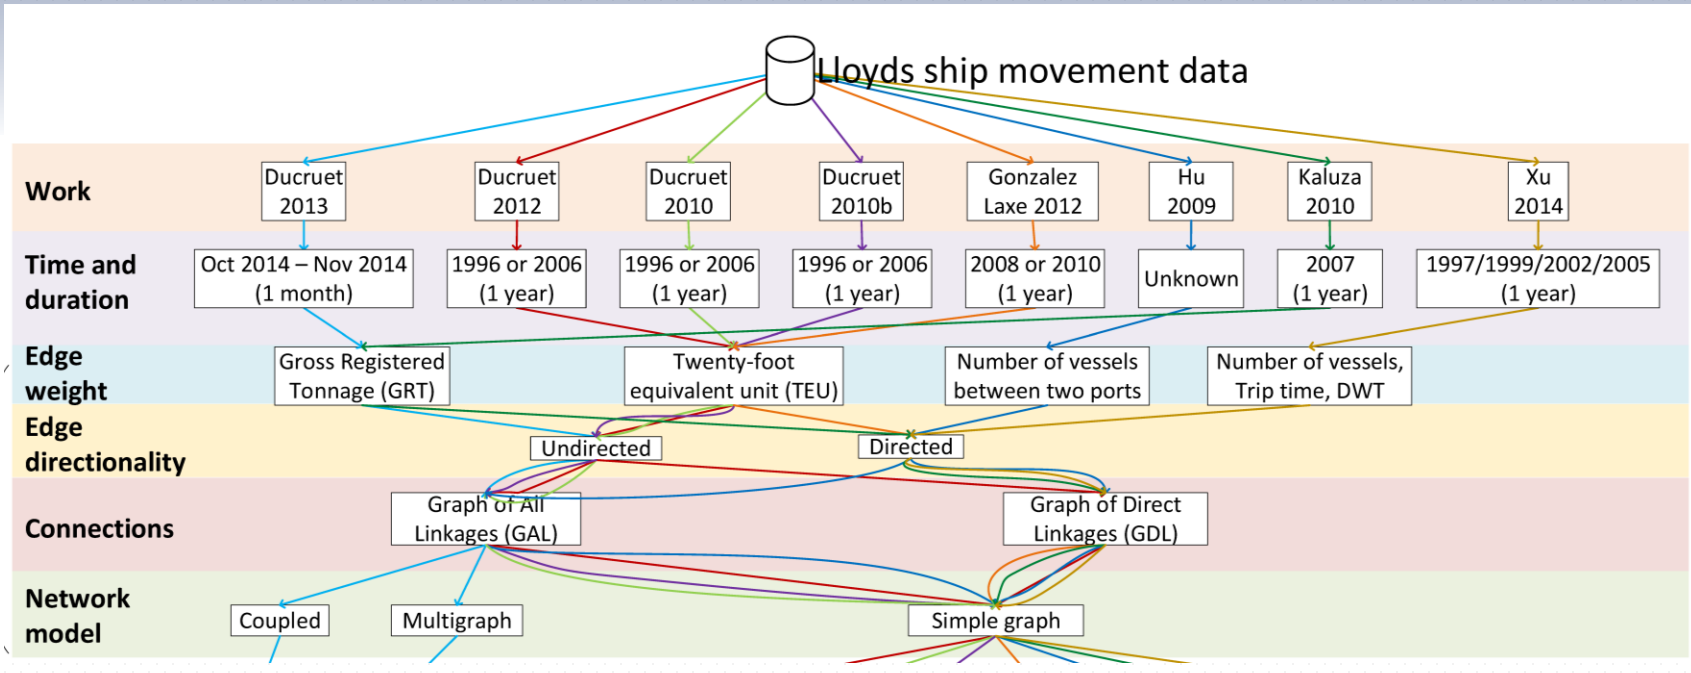 Lloyds ship movement data
Work
Ducruet
2013
Ducruet
2012
Ducruet
2010
Ducruet
2010b
Gonzalez
Laxe 2012
Hu
2009
Kaluza
2010
Xu
2014
Time and
duration
Oct 2014 – Nov 2014
(1 month)
1996 or 2006
(1 year)
1996 or 2006
(1 year)
1996 or 2006
(1 year)
2008 or 2010
(1 year)
Unknown
2007
(1 year)
1997/1999/2002/2005
(1 year)
Edge
weight
Gross Registered
Tonnage (GRT)
Twenty-foot
equivalent unit (TEU)
Number of vessels
between two ports
Number of vessels,
Trip time, DWT
Edge
directionality
Undirected
Directed
Connections
Graph of All
Linkages (GAL)
Graph of Direct
Linkages (GDL)
Network
model
Coupled
Multigraph
Simple graph